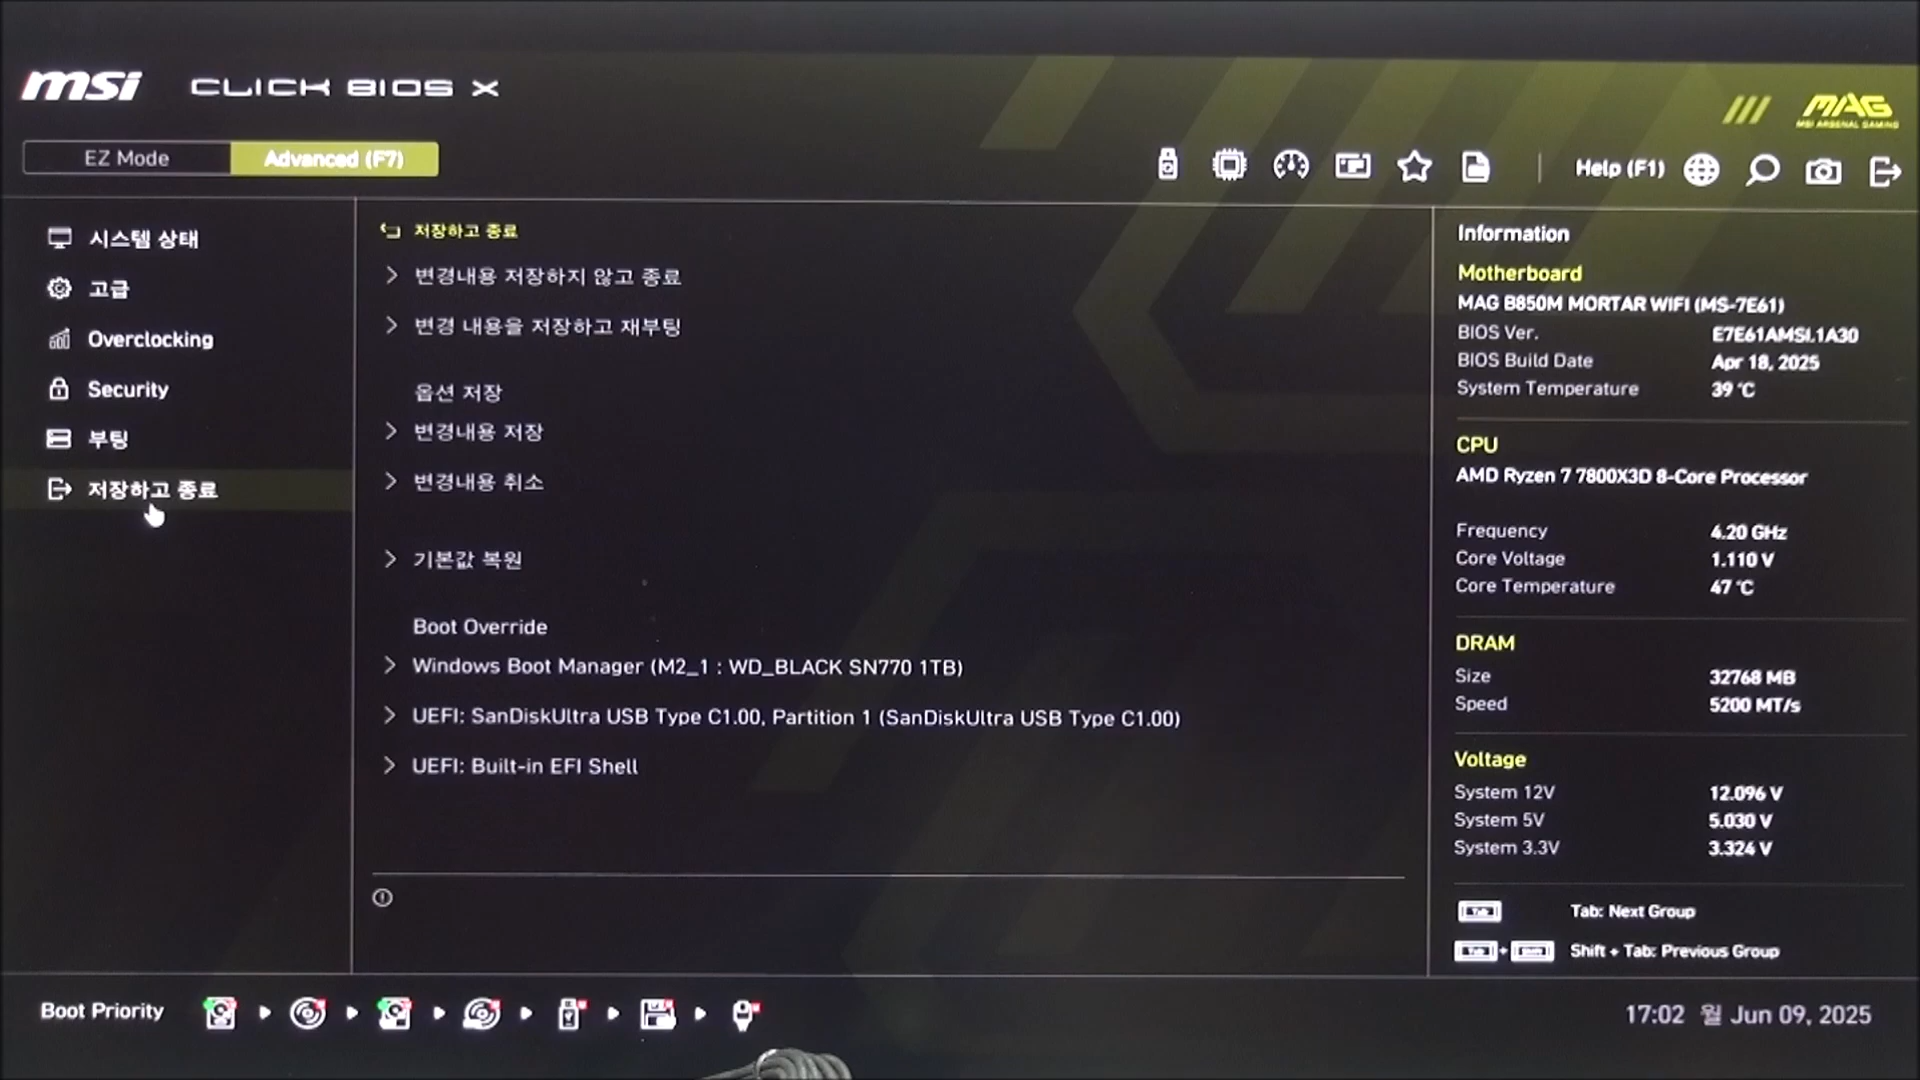 msi CLICK BIOS X
MAG
MSI ARSENAL GAMING
EZ Mode
Advanced (F7)
Help (F1)
시스템 상태
고급
Overclocking
Security
부팅
저장하고 종료
저장하고 종료
변경내용 저장하지 않고 종료
변경 내용을 저장하고 재부팅
옵션 저장
변경내용 저장
변경내용 취소
기본값 복원
Boot Override
Windows Boot Manager (M2_1 : WD_BLACK SN770 1TB)
UEFI: SanDiskUltra USB Type C1.00, Partition 1 (SanDiskUltra USB Type C1.00)
UEFI: Built-in EFI Shell
Information
Motherboard
MAG B850M MORTAR WIFI (MS-7E61)
BIOS Ver. E7E61AMSI.1A30
BIOS Build Date Apr 18, 2025
System Temperature 39 °C
CPU
AMD Ryzen 7 7800X3D 8-Core Processor
Frequency 4.20 GHz
Core Voltage 1.110 V
Core Temperature 47 °C
DRAM
Size 32768 MB
Speed 5200 MT/s
Voltage
System 12V 12.096 V
System 5V 5.030 V
System 3.3V 3.324 V
Tab Tab: Next Group
Shift + Tab: Previous Group
Boot Priority
17:02 월 Jun 09, 2025